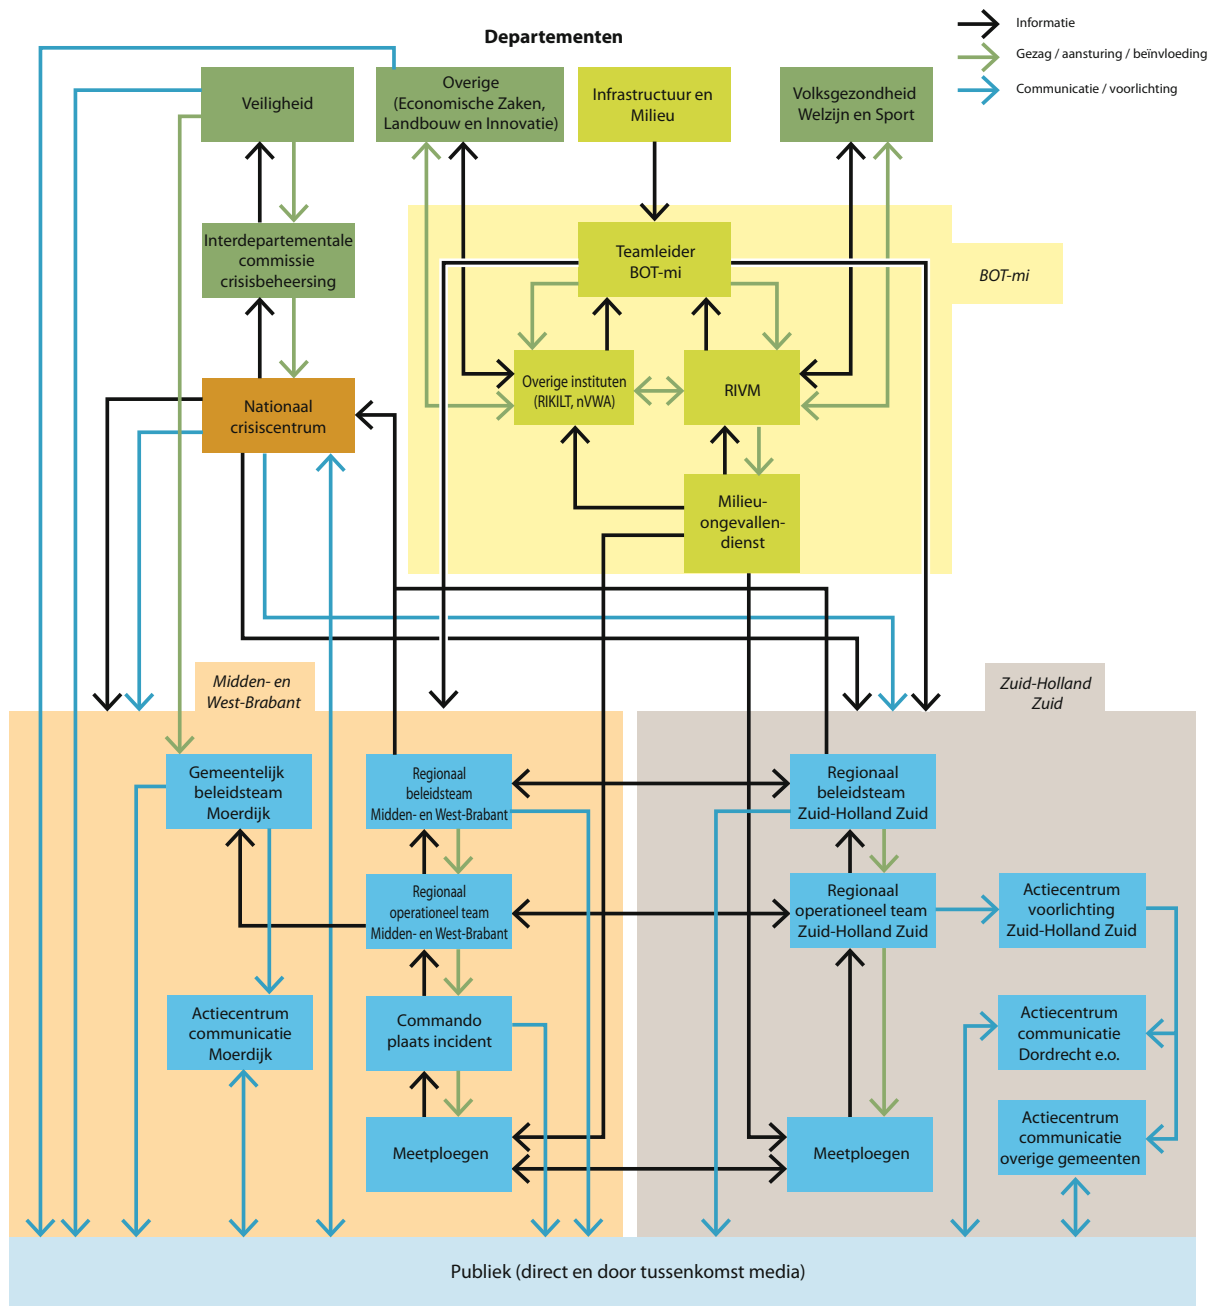 Departementen
Informatie
Gezag / aansturing / beïnvloeding
Communicatie / voorlichting
Veiligheid
Overige
(Economische Zaken,
Landbouw en Innovatie)
Infrastructuur en
Milieu
Volksgezondheid
Welzijn en Sport
Interdepartementale
commissie
crisisbeheersing
Teamleider
BOT-mi
BOT-mi
Nationaal
crisiscentrum
Overige instituten
(RIKILT, nVWA)
RIVM
Milieu-
ongevallen-
dienst
Midden- en
West-Brabant
Zuid-Holland
Zuid
Gemeentelijk
beleidsteam
Moerdijk
Regionaal
beleidsteam
Midden- en West-Brabant
Regionaal
beleidsteam
Zuid-Holland Zuid
Regionaal
operationeel team
Midden- en West-Brabant
Regionaal
operationeel team
Zuid-Holland Zuid
Actiecentrum
voorlichting
Zuid-Holland Zuid
Actiecentrum
communicatie
Moerdijk
Commando
plaats incident
Actiecentrum
communicatie
Dordrecht e.o.
Meetploegen
Meetploegen
Actiecentrum
communicatie
overige gemeenten
Publiek (direct en door tussenkomst media)